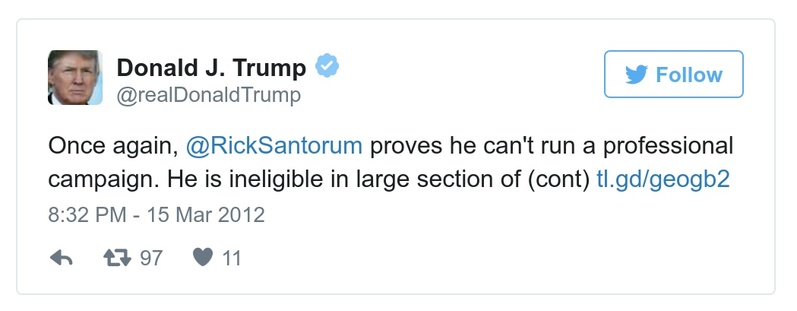 Donald J. Trump
@realDonaldTrump
Follow
Once again, @RickSantorum proves he can't run a professional
campaign. He is ineligible in large section of (cont) tl.gd/geogb2
8:32 PM - 15 Mar 2012
97 11